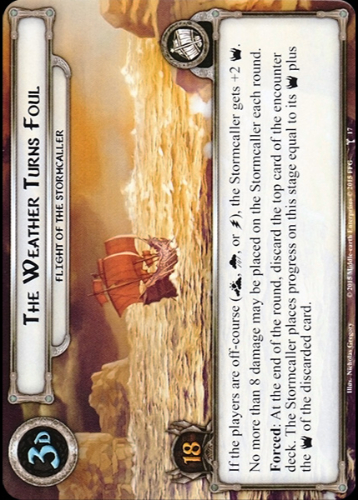 3D
THE WEATHER TURNS FOUL
FLIGHT OF THE STORMCALLER
18
If the players are off-course ( , , or ), the Stormcaller gets +2 .
No more than 8 damage may be placed on the Stormcaller each round.
Forced: At the end of the round, discard the top card of the encounter
deck. The Stormcaller places progress on this stage equal to its plus
the of the discarded card.
Illus. Nicholas Gregory © 2015 Middle-earth Enterprises © 2015 FFG 17